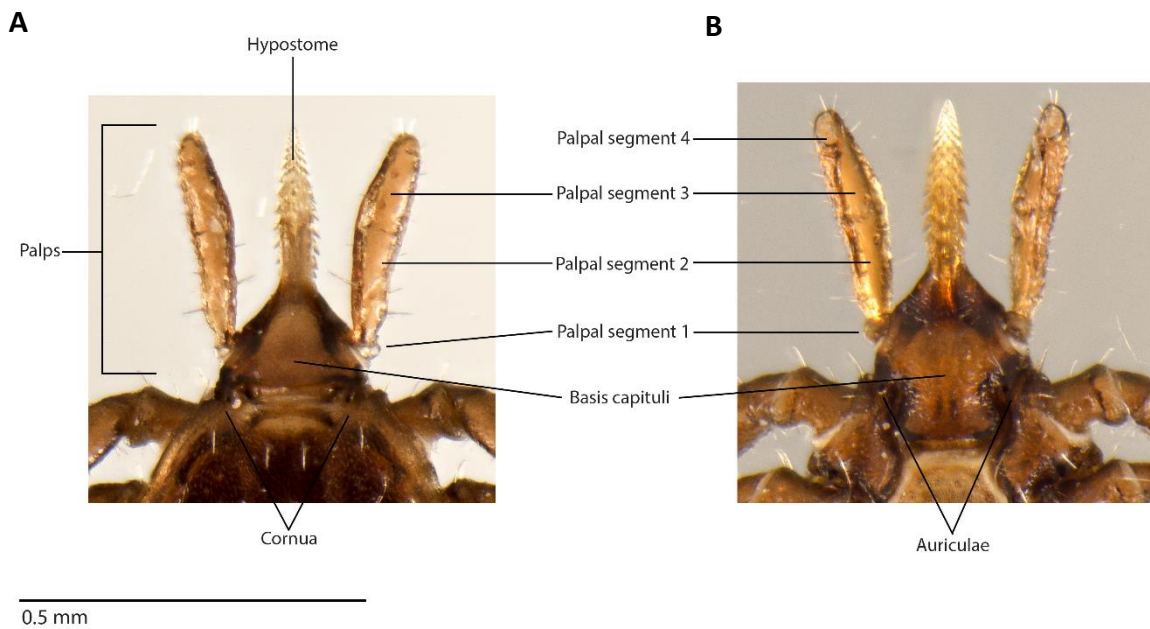 A
B
Hypostome
Palps
Palpal segment 4
Palpal segment 3
Palpal segment 2
Palpal segment 1
Basis capituli
Cornua
Auriculae
0.5 mm